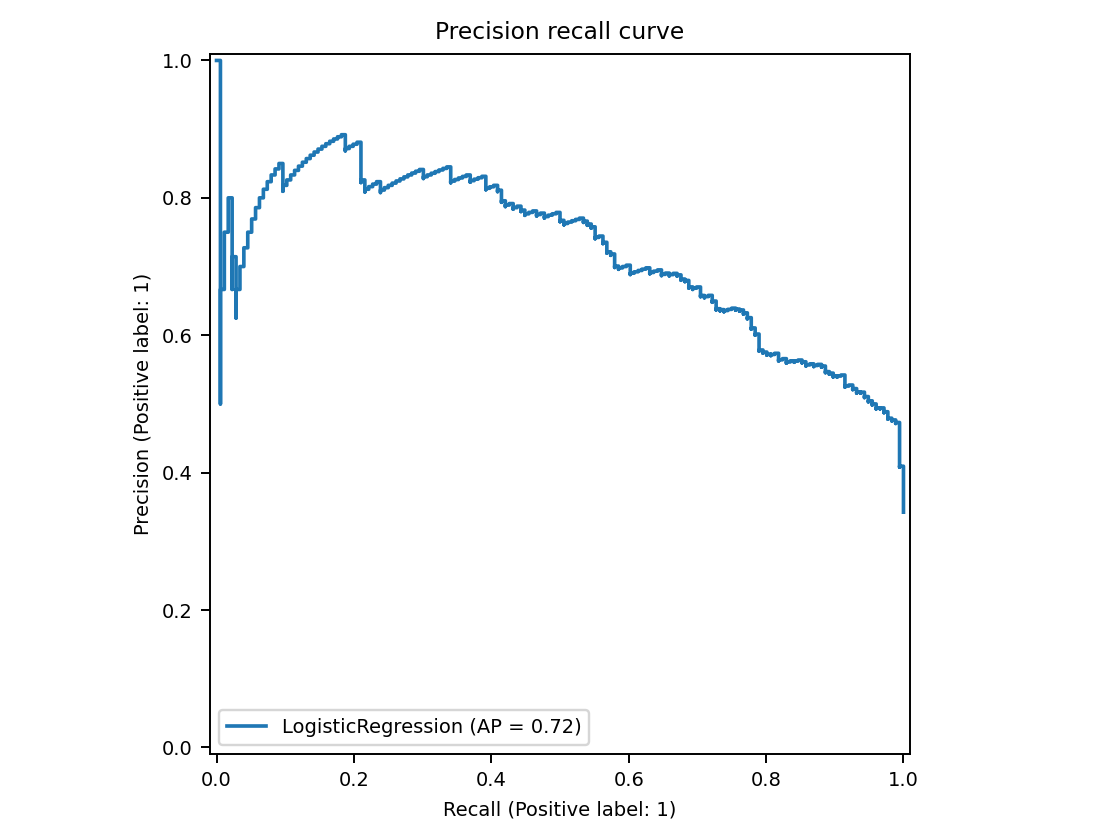 Precision recall curve
1.0
0.8
0.6
0.4
0.2
0.0
Precision (Positive label: 1)
LogisticRegression (AP = 0.72)
0.0 0.2 0.4 0.6 0.8 1.0
Recall (Positive label: 1)